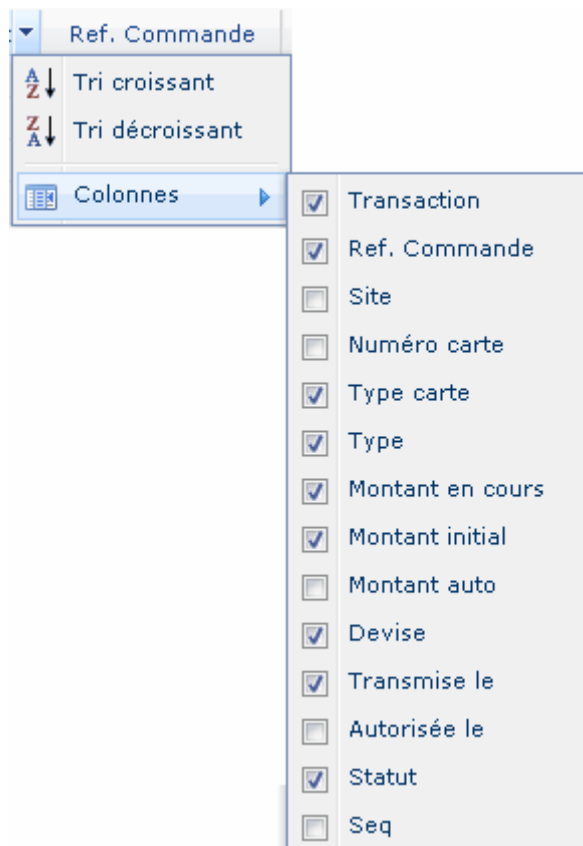 Ref. Commande
Tri croissant
Tri décroissant
Colonnes
Transaction
Ref. Commande
Site
Numéro carte
Type carte
Type
Montant en cours
Montant initial
Montant auto
Devise
Transmise le
Autorisée le
Statut
Seq